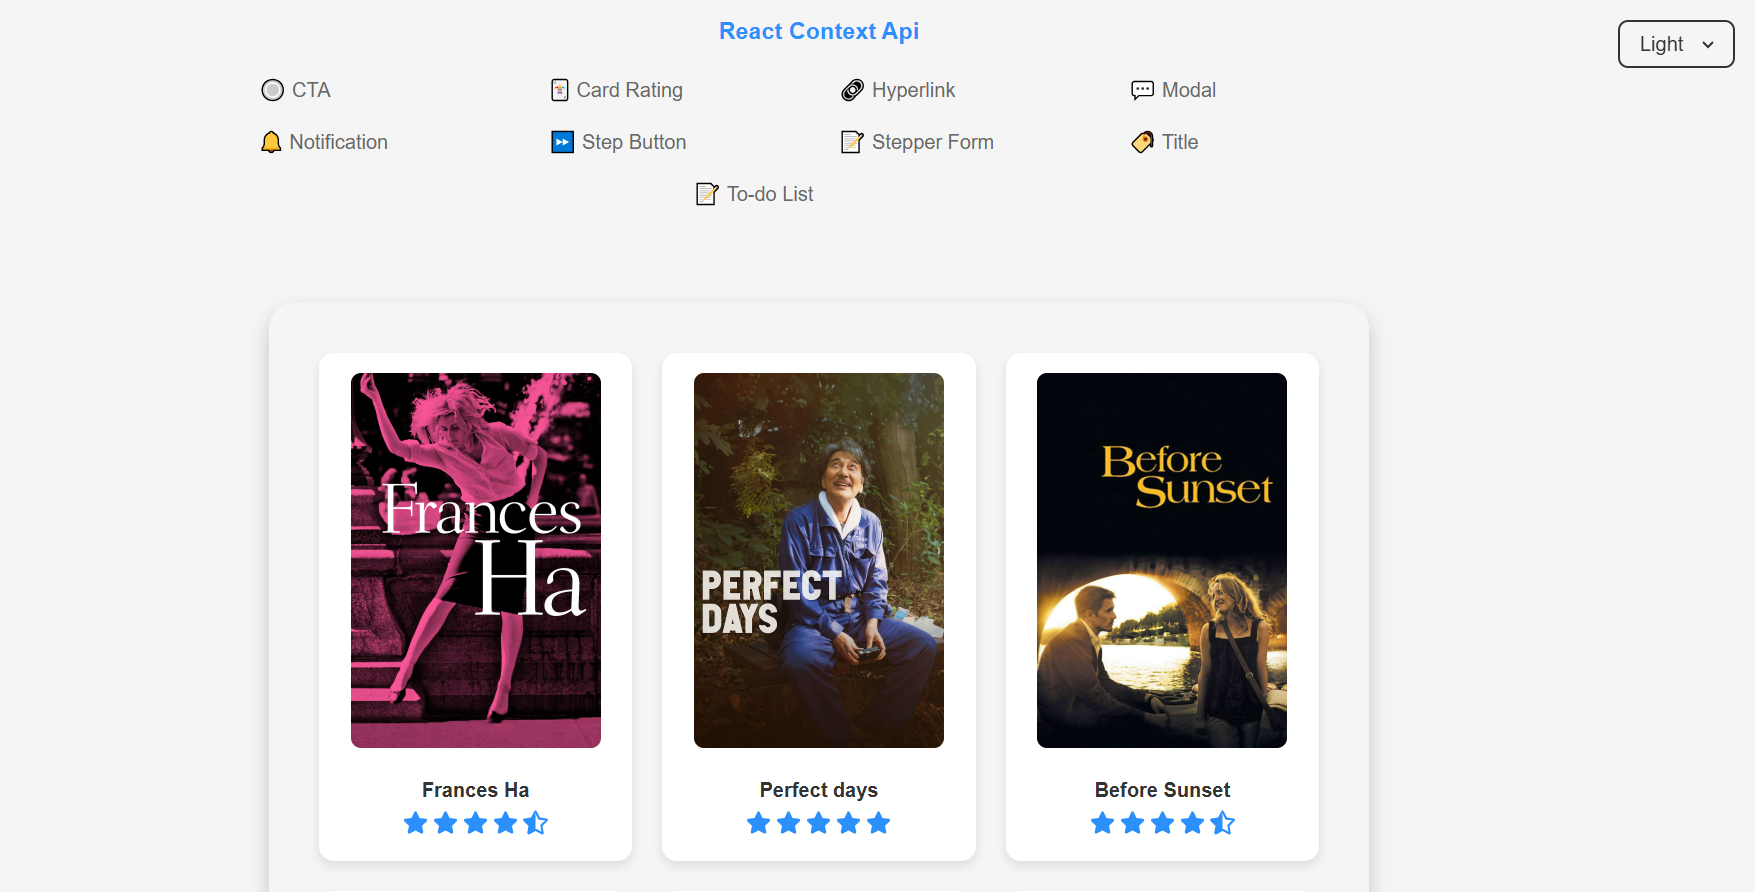 React Context Api
Light
CTA
Card Rating
Hyperlink
Modal
Notification
Step Button
Stepper Form
Title
To-do List
Frances
Ha
PERFECT
DAYS
Before
Sunset
Frances Ha
Perfect days
Before Sunset